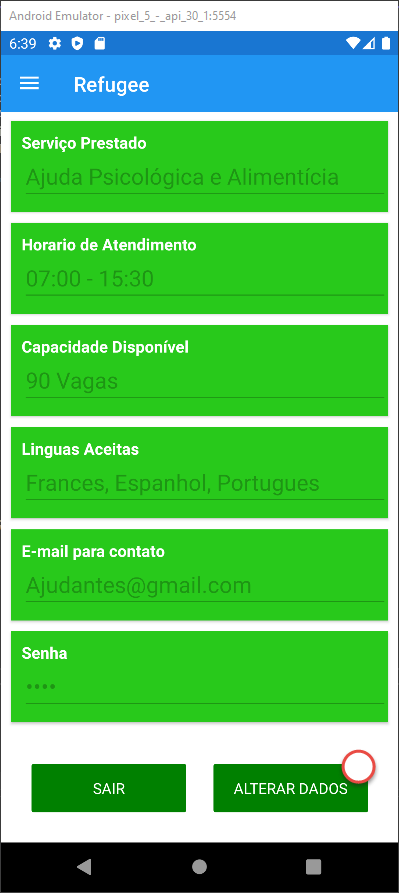 Android Emulator - pixel_5_-_api_30_1:5554
6:39
Refugee
Serviço Prestado
Ajuda Psicológica e Alimentícia
Horario de Atendimento
07:00 - 15:30
Capacidade Disponível
90 Vagas
Linguas Aceitas
Frances, Espanhol, Portugues
E-mail para contato
Ajudantes@gmail.com
Senha
••••
SAIR
ALTERAR DADOS